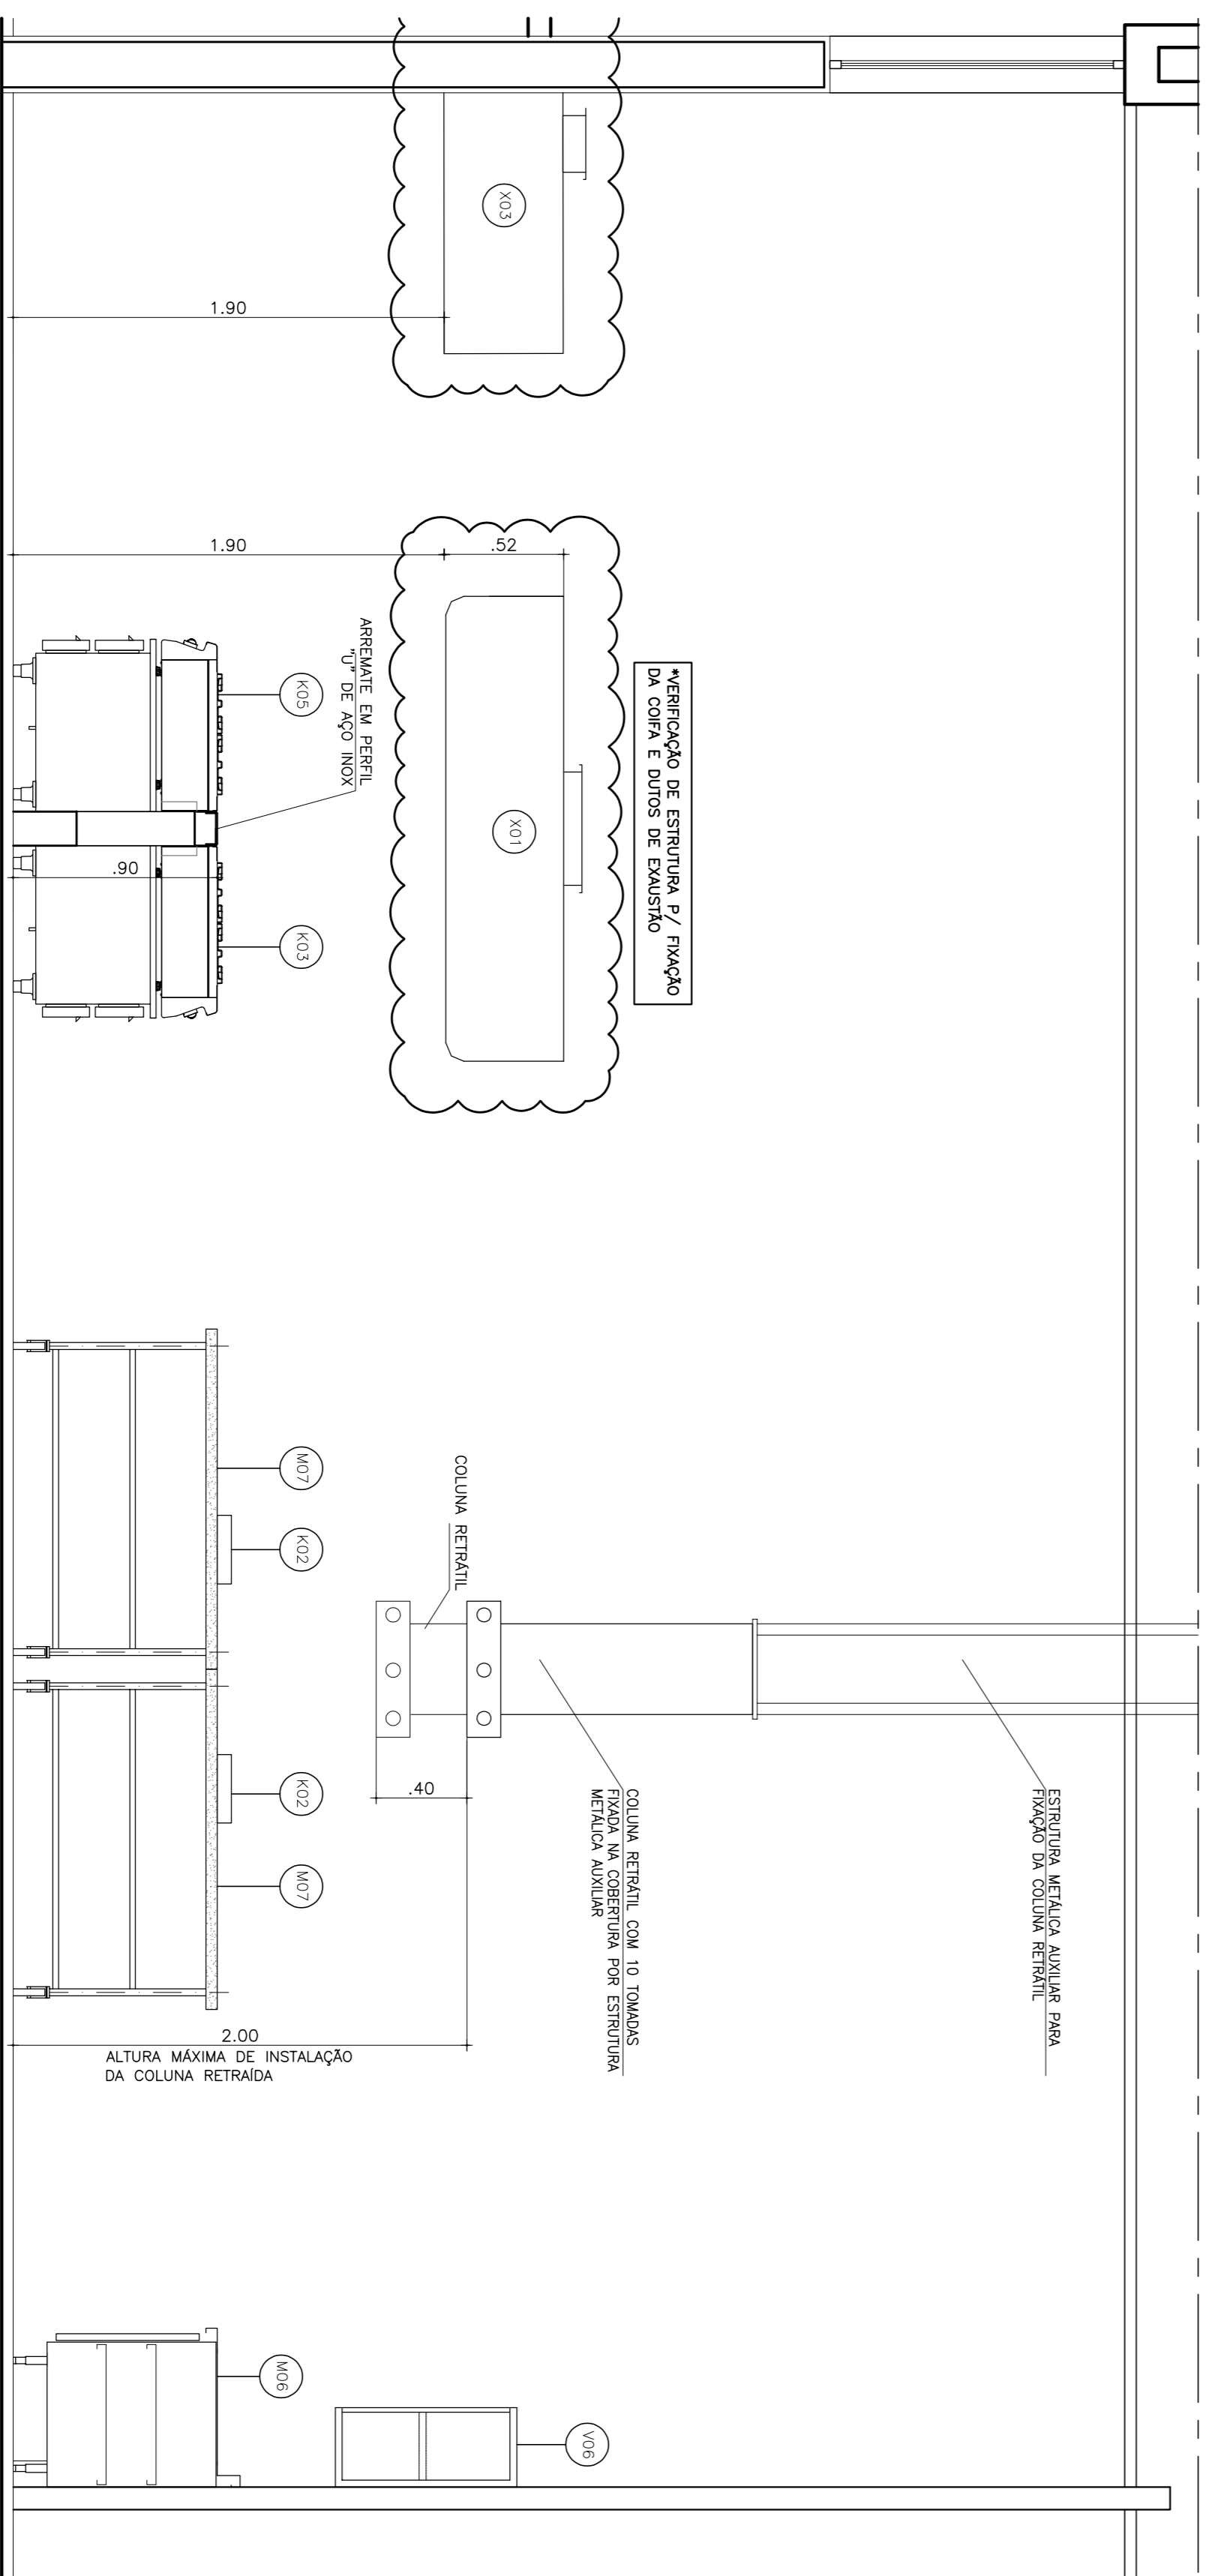 X03
1.90
1.90
.52
*VERIFICAÇÃO DE ESTRUTURA P/ FIXAÇÃO
DA COIFA E DUTOS DE EXAUSTÃO
X01
ARREMATE EM PERFIL
"U" DE AÇO INOX
K05
.90
K03
ESTRUTURA METÁLICA AUXILIAR PARA
FIXAÇÃO DA COLUNA RETRÁTIL
COLUNA RETRÁTIL COM 10 TOMADAS
FIXADA NA COBERTURA POR ESTRUTURA
METÁLICA AUXILIAR
COLUNA RETRÁTIL
.40
M07
K02
K02
M07
2.00
ALTURA MÁXIMA DE INSTALAÇÃO
DA COLUNA RETRAÍDA
V06
M06